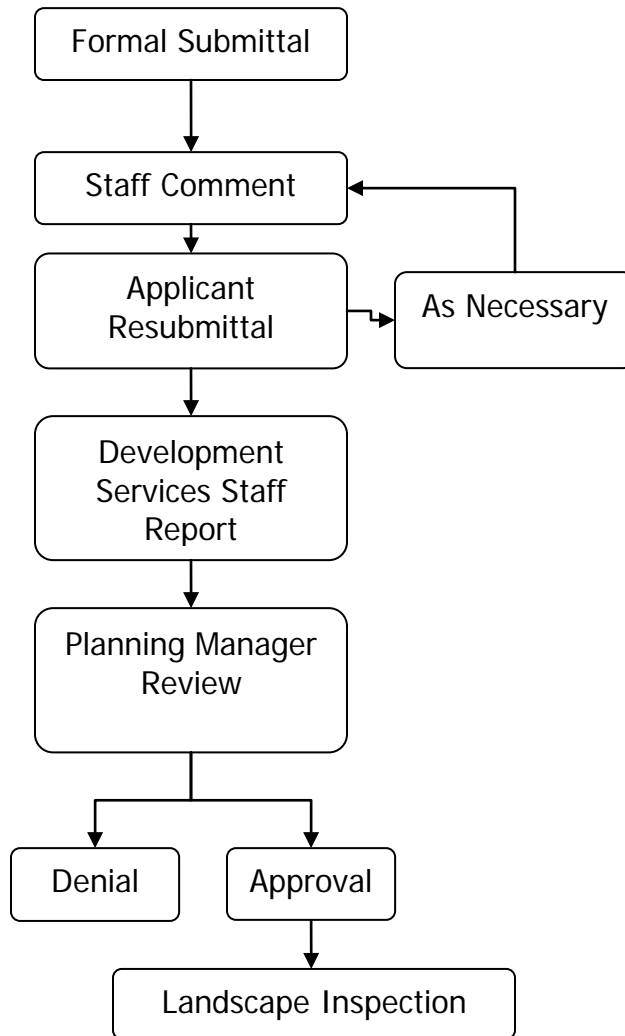 Formal Submittal
Staff Comment
Applicant
Resubmittal
As Necessary
Development
Services Staff
Report
Planning Manager
Review
Denial
Approval
Landscape Inspection